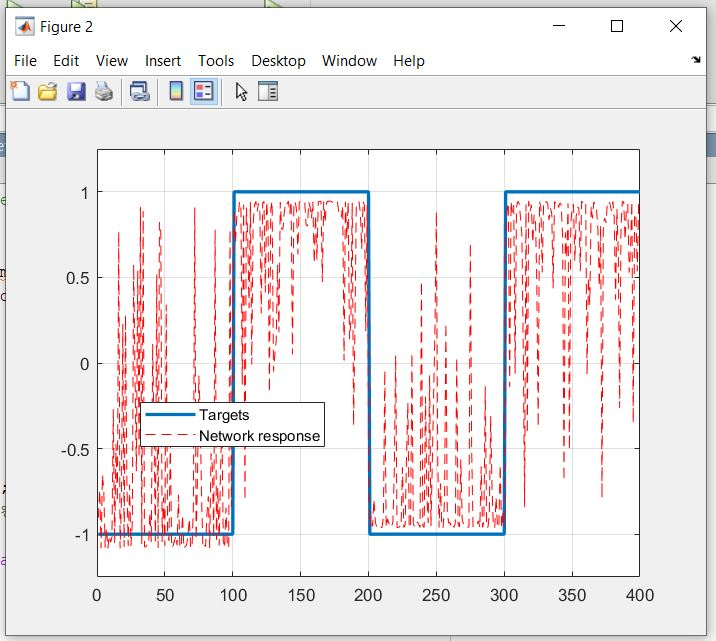 Figure 2
File Edit View Insert Tools Desktop Window Help
1
0.5
0
-0.5
-1
Targets
Network response
0 50 100 150 200 250 300 350 400